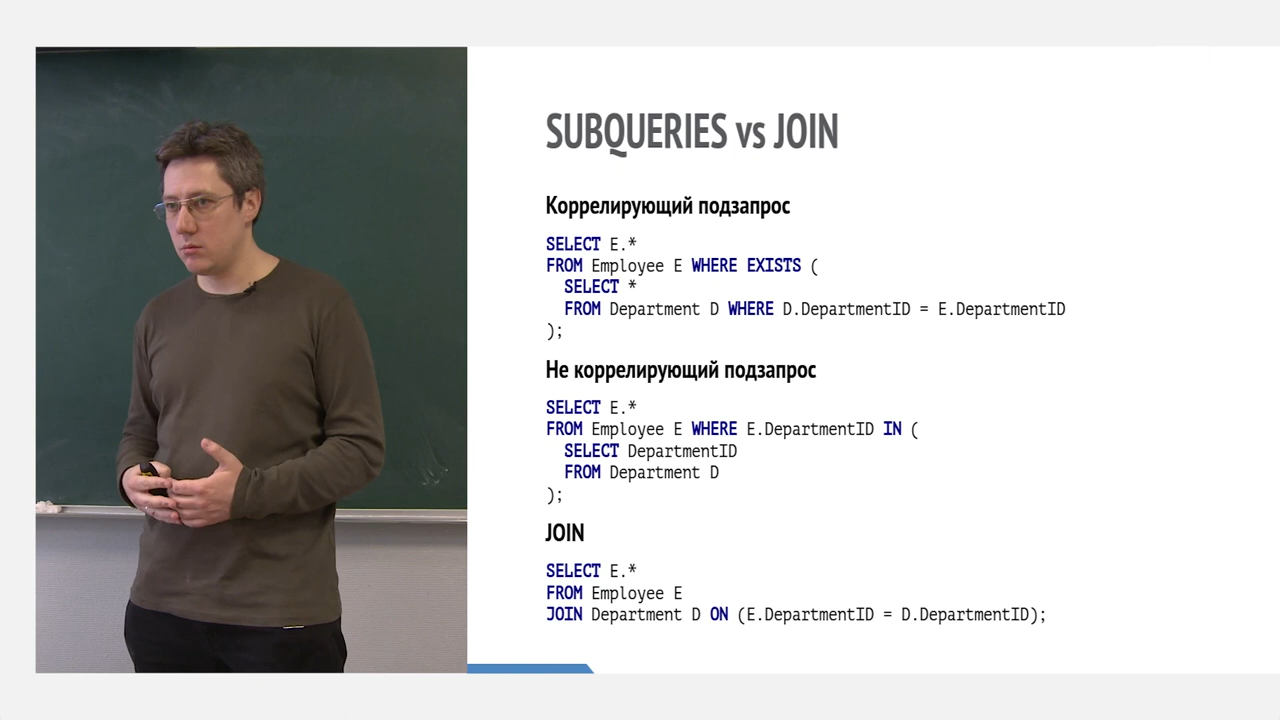 SUBQUERIES vs JOIN
Коррелирующий подзапрос
SELECT E.*
FROM Employee E WHERE EXISTS (
  SELECT *
  FROM Department D WHERE D.DepartmentID = E.DepartmentID
);
Не коррелирующий подзапрос
SELECT E.*
FROM Employee E WHERE E.DepartmentID IN (
  SELECT DepartmentID
  FROM Department D
);
JOIN
SELECT E.*
FROM Employee E
JOIN Department D ON (E.DepartmentID = D.DepartmentID);